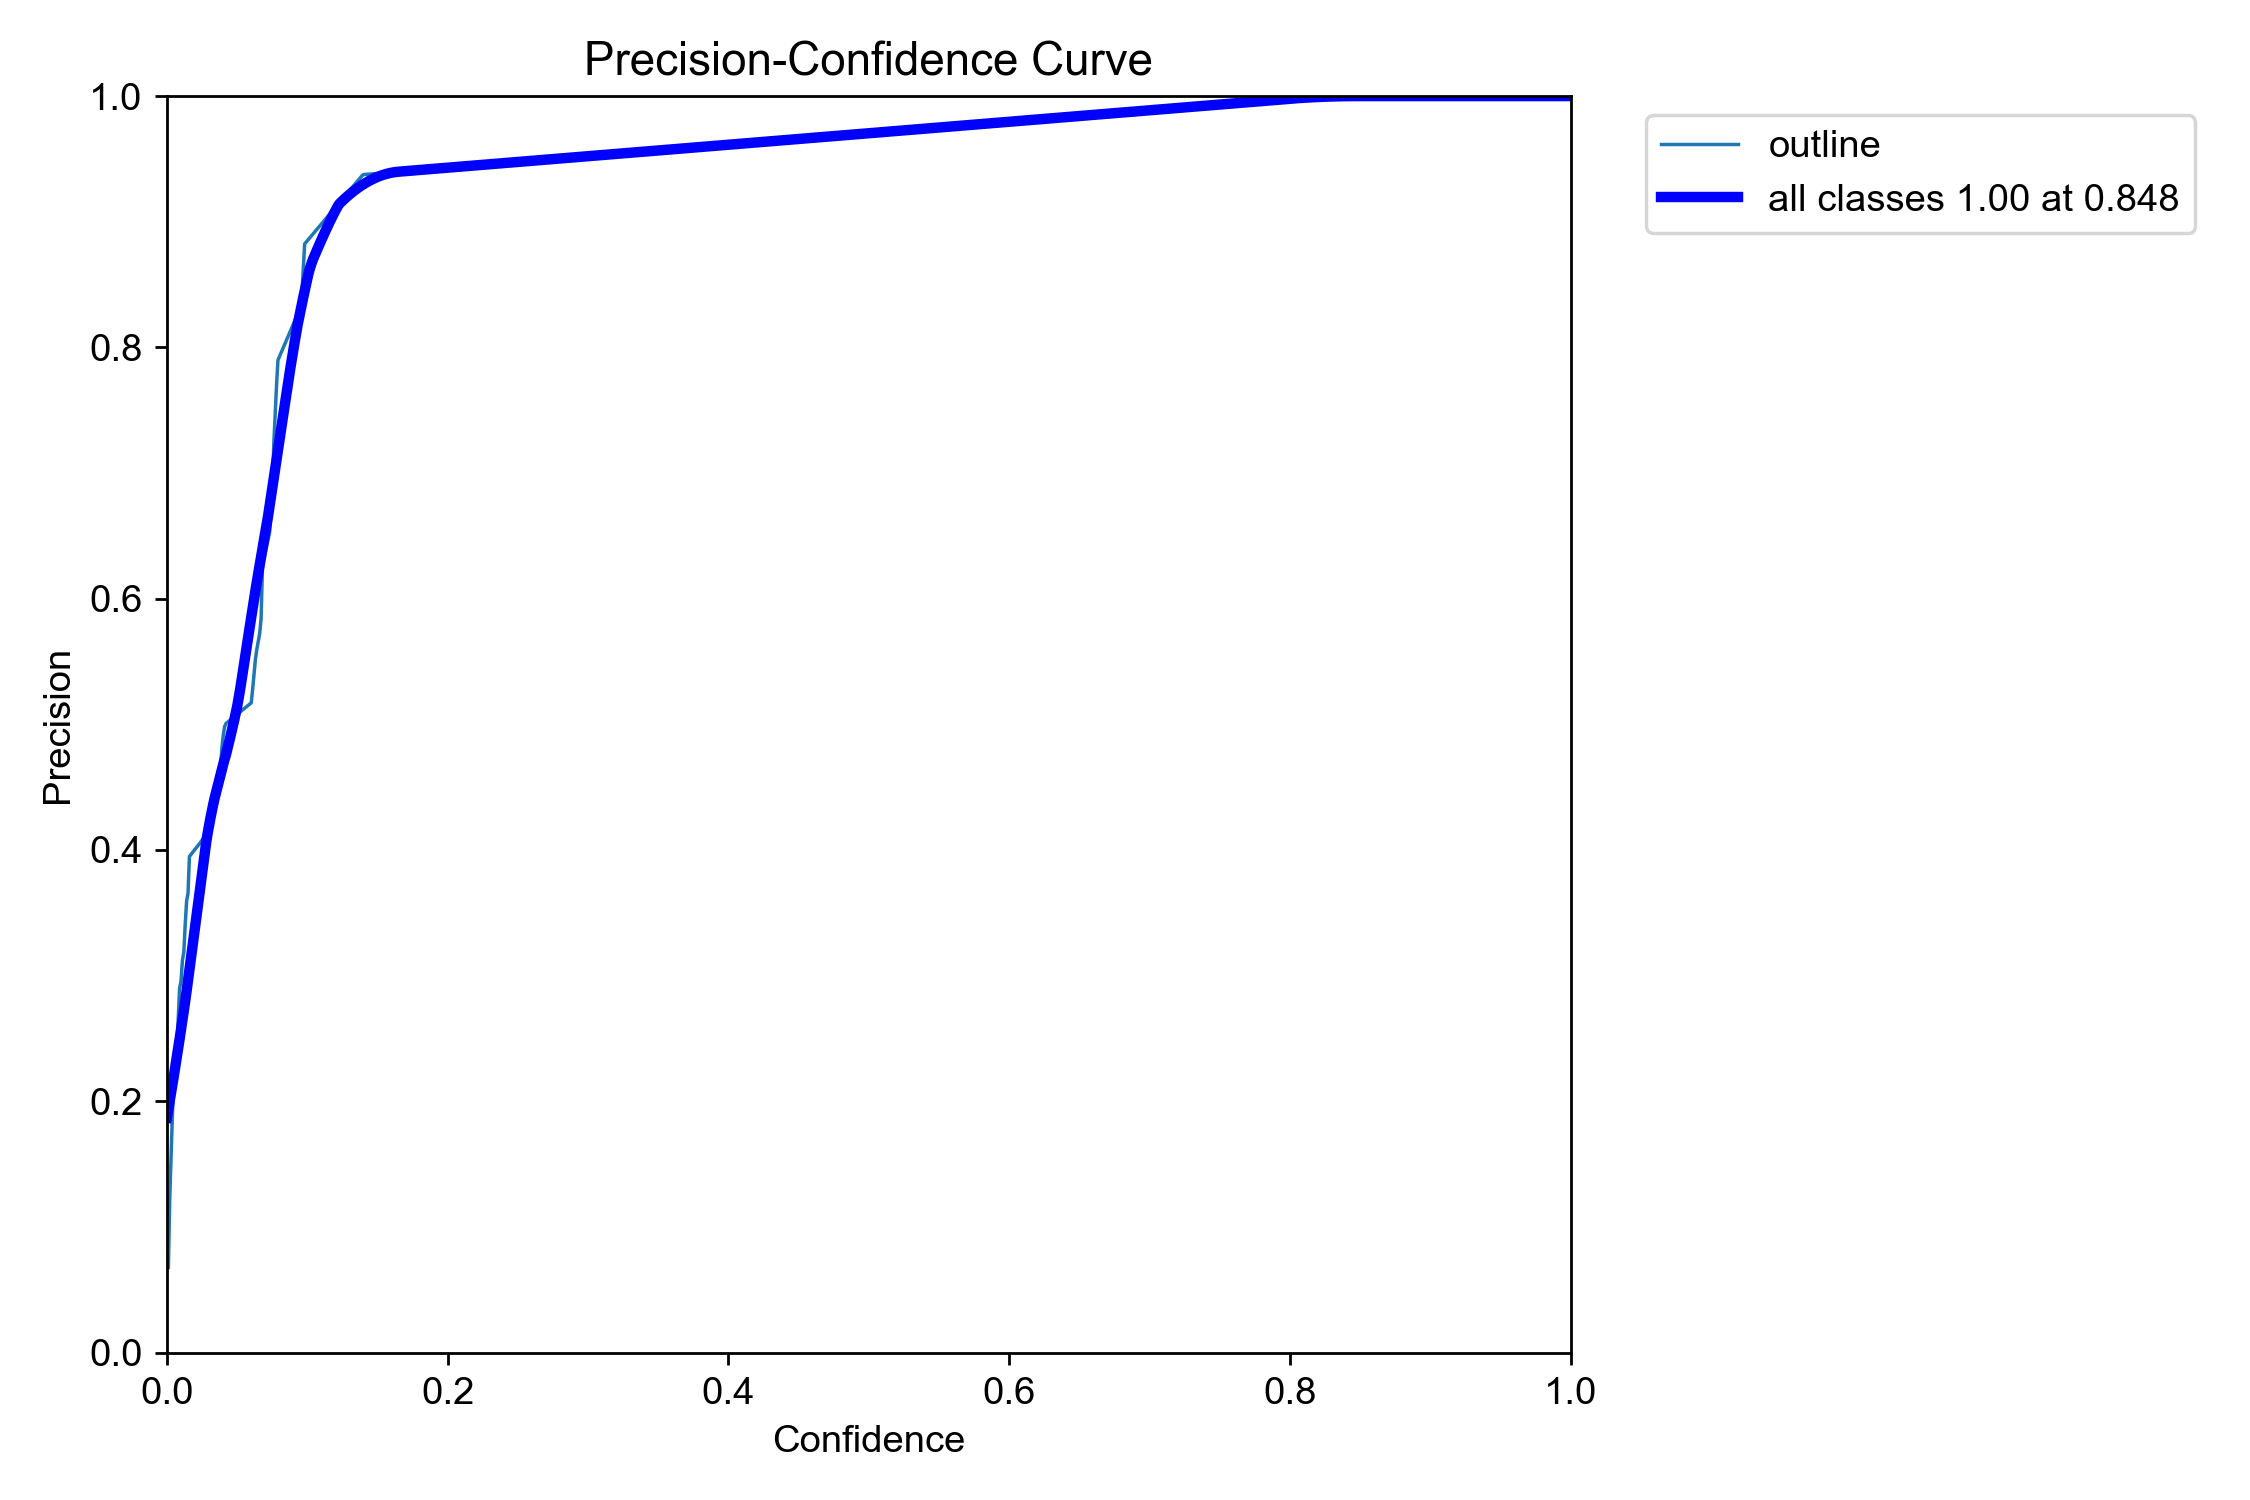 Precision-Confidence Curve
1.0
0.8
0.6
0.4
0.2
0.0
Precision
0.0 0.2 0.4 0.6 0.8 1.0
Confidence
outline
all classes 1.00 at 0.848